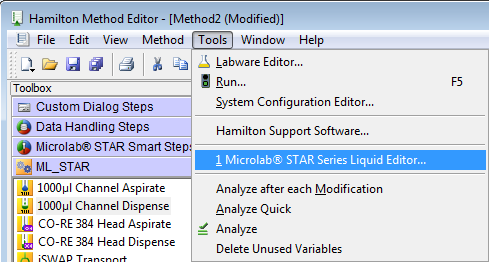 Hamilton Method Editor - [Method2 (Modified)]
File Edit View Method Tools Window Help
Toolbox
Custom Dialog Steps
Data Handling Steps
Microlab® STAR Smart Steps
ML_STAR
1000µl Channel Aspirate
1000µl Channel Dispense
CO-RE 384 Head Aspirate
CO-RE 384 Head Dispense
iSWAP Transport
Labware Editor...
Run... F5
System Configuration Editor...
Hamilton Support Software...
1 Microlab® STAR Series Liquid Editor...
Analyze after each Modification
Analyze Quick
Analyze
Delete Unused Variables